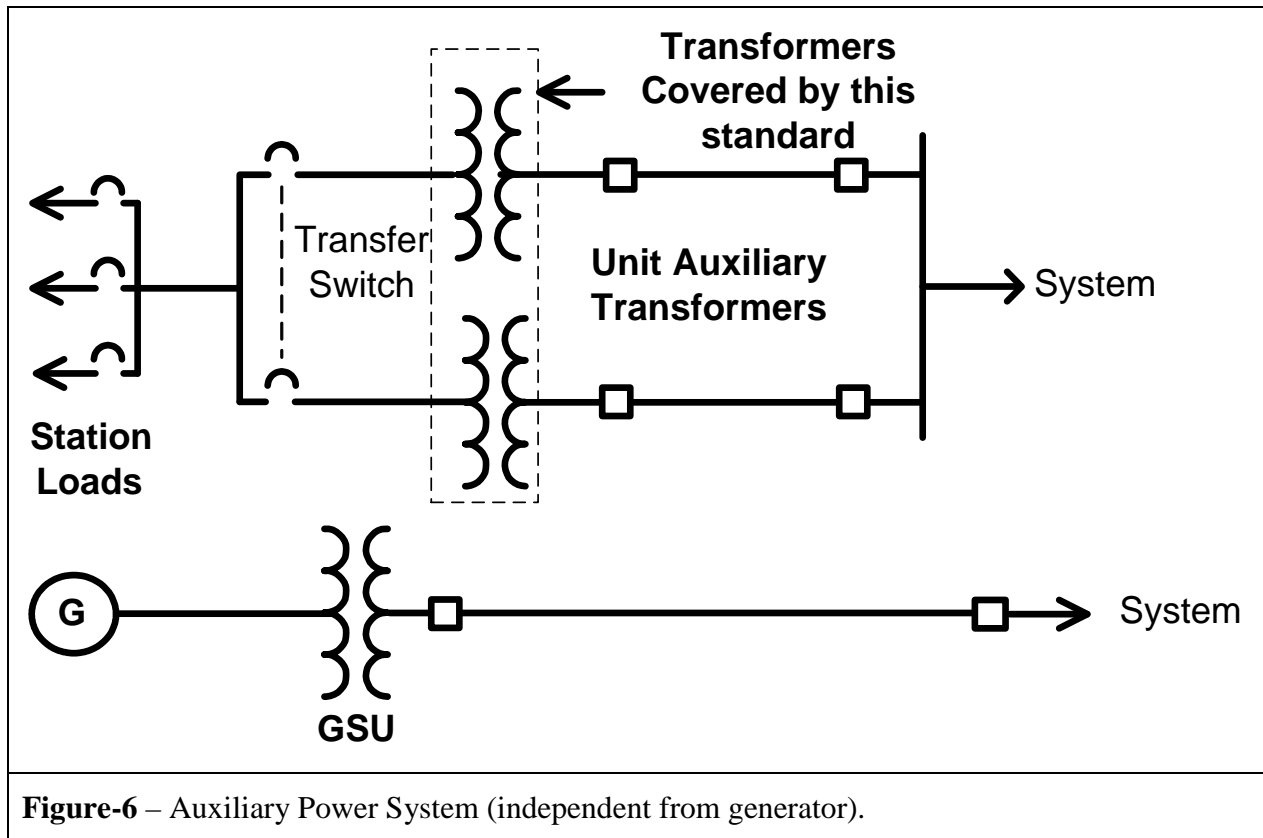 Transformers
Covered by this
standard
Transfer
Switch
Unit Auxiliary
Transformers
System
Station
Loads
G
System
GSU
Figure-6 – Auxiliary Power System (independent from generator).